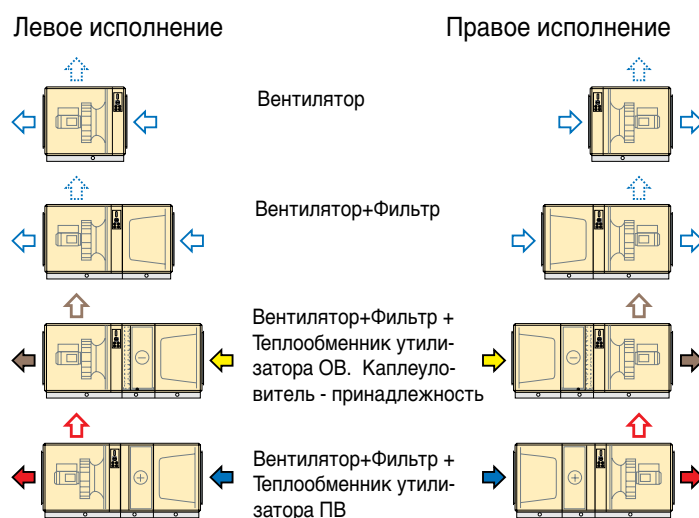 Левое исполнение
Правое исполнение
Вентилятор
Вентилятор+Фильтр
Вентилятор+Фильтр +
Теплообменник утили-
затора ОВ. Каплеуло-
витель - принадлежность
Вентилятор+Фильтр +
Теплообменник утили-
затора ПВ